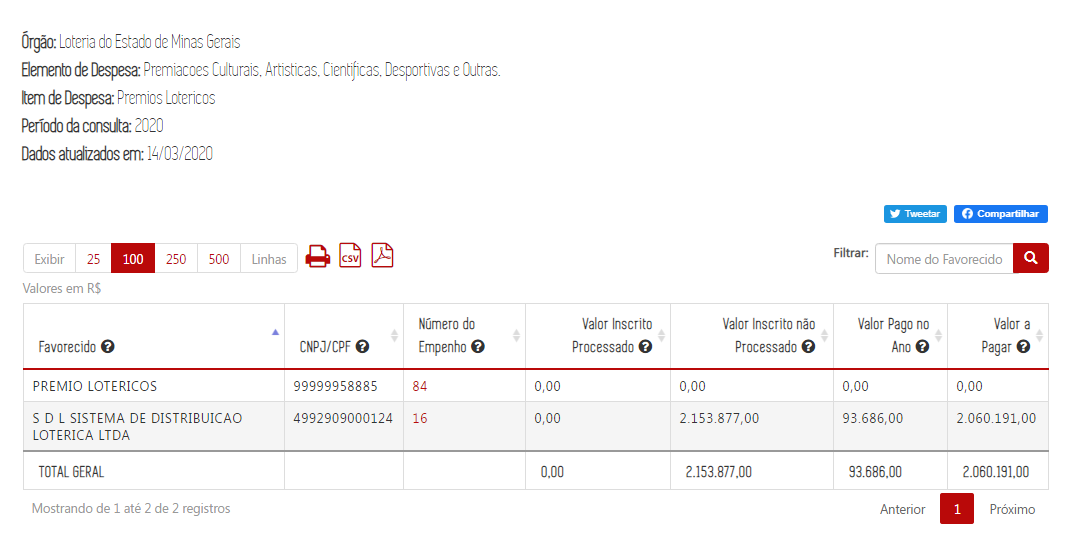 Órgão: Loteria do Estado de Minas Gerais
Elemento de Despesa: Premiacoes Culturais, Artisticas, Cientificas, Desportivas e Outras.
Item de Despesa: Premios Lotericos
Período da consulta: 2020
Dados atualizados em: 14/03/2020
Tweetar Compartilhar
Exibir 25 100 250 500 Linhas CSV Filtrar: Nome do Favorecido
Valores em R$
Número do Valor Inscrito Valor Inscrito não Valor Pago no Valor a
Favorecido CNPJ/CPF Empenho Processado Processado Ano Pagar
PREMIO LOTERICOS 99999958885 84 0,00 0,00 0,00 0,00
S D L SISTEMA DE DISTRIBUICAO 4992909000124 16 0,00 2.153.877,00 93.686,00 2.060.191,00
LOTERICA LTDA
TOTAL GERAL 0,00 2.153.877,00 93.686,00 2.060.191,00
Mostrando de 1 até 2 de 2 registros Anterior 1 Próximo